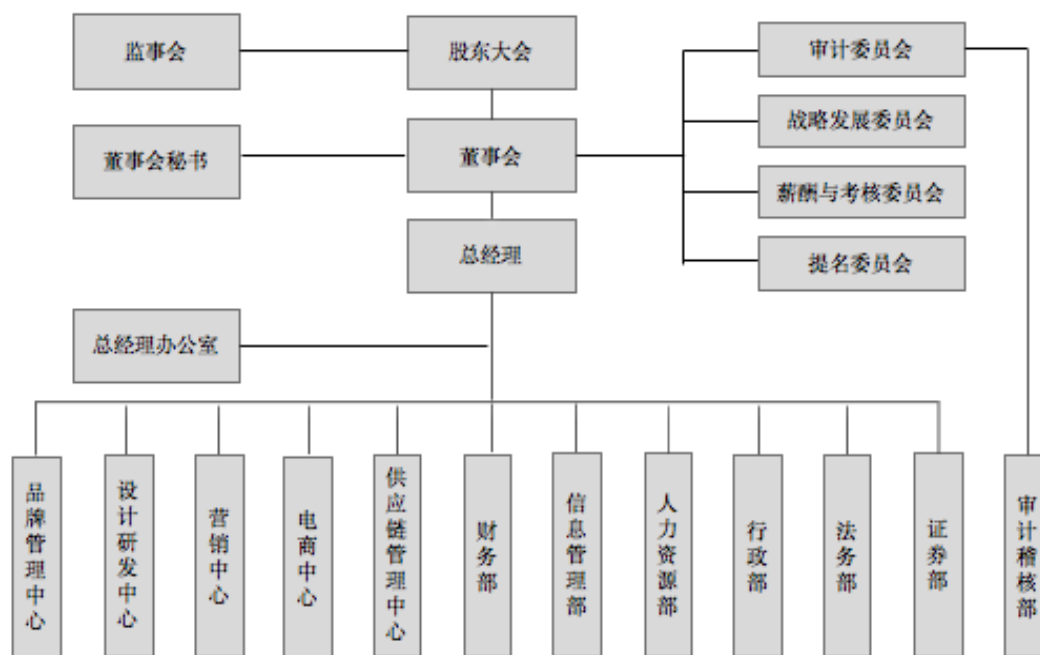 监事会
股东大会
审计委员会
战略发展委员会
董事会秘书
董事会
薪酬与考核委员会
总经理
提名委员会
总经理办公室
品牌管理中心
设计研发中心
营销中心
电商中心
供应链管理中心
财务部
信息管理部
人力资源部
行政部
法务部
证券部
审计稽核部